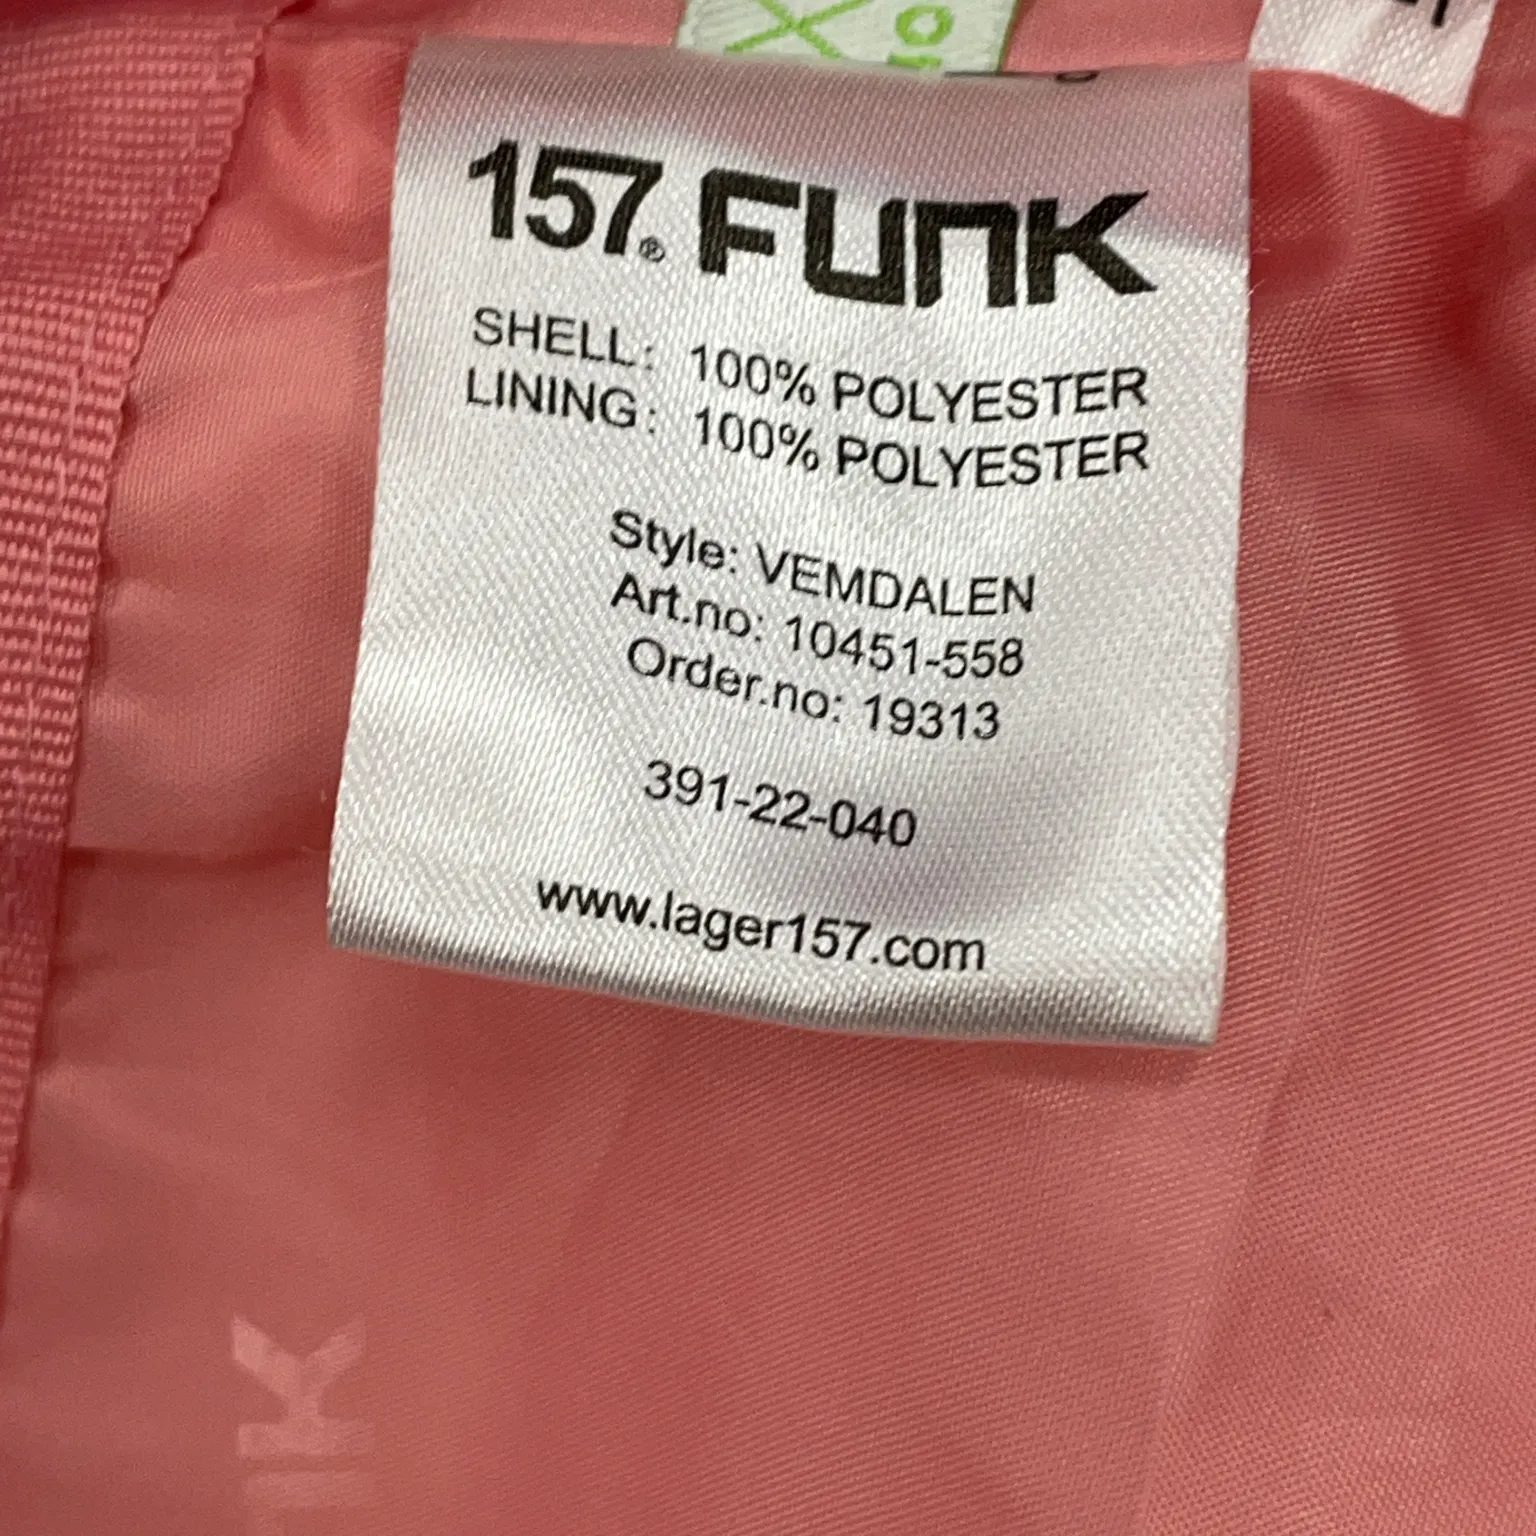 157® FUNK
SHELL: 100% POLYESTER
LINING: 100% POLYESTER
Style: VEMDALEN
Art.no: 10451-558
Order.no: 19313
391-22-040
www.lager157.com